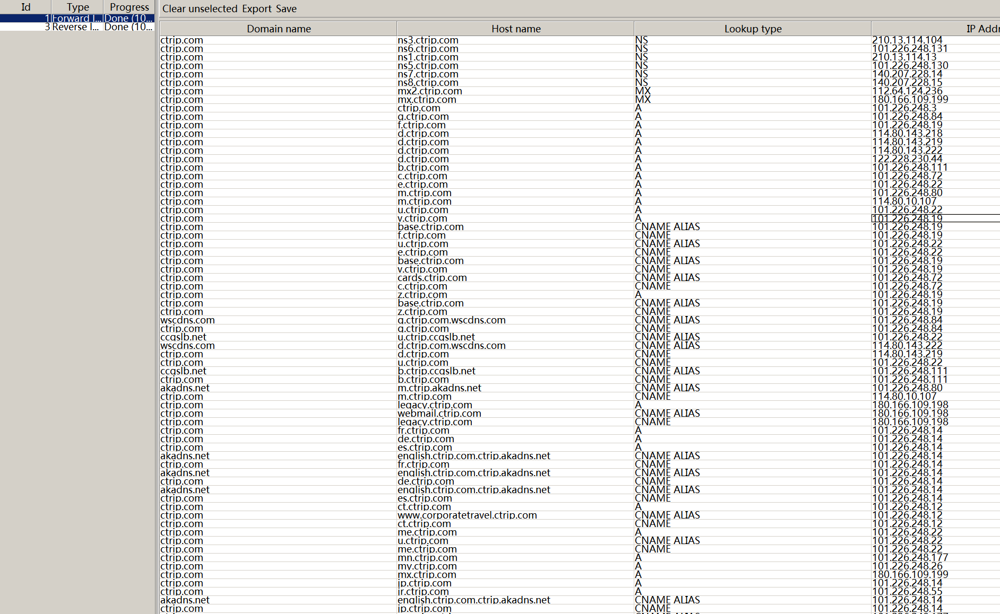 Id Type Progress
1 Forward l... Done (10...
3 Reverse l... Done (10...
Clear unselected Export Save
Domain name Host name Lookup type IP Addr
ctrip.com ns3.ctrip.com NS 210.13.114.104
ctrip.com ns6.ctrip.com NS 101.226.248.131
ctrip.com ns1.ctrip.com NS 210.13.114.13
ctrip.com ns5.ctrip.com NS 101.226.248.130
ctrip.com ns7.ctrip.com NS 140.207.228.14
ctrip.com ns8.ctrip.com NS 140.207.228.15
ctrip.com mx2.ctrip.com MX 112.64.124.236
ctrip.com mx.ctrip.com MX 180.166.109.199
ctrip.com ctrip.com A 101.226.248.3
ctrip.com g.ctrip.com A 101.226.248.84
ctrip.com f.ctrip.com A 101.226.248.19
ctrip.com d.ctrip.com A 114.80.143.218
ctrip.com d.ctrip.com A 114.80.143.219
ctrip.com d.ctrip.com A 114.80.143.222
ctrip.com d.ctrip.com A 122.228.230.44
ctrip.com b.ctrip.com A 101.226.248.111
ctrip.com c.ctrip.com A 101.226.248.72
ctrip.com e.ctrip.com A 101.226.248.22
ctrip.com m.ctrip.com A 101.226.248.80
ctrip.com m.ctrip.com A 114.80.10.107
ctrip.com u.ctrip.com A 101.226.248.22
ctrip.com v.ctrip.com A 101.226.248.19
ctrip.com base.ctrip.com CNAME ALIAS 101.226.248.19
ctrip.com f.ctrip.com CNAME 101.226.248.19
ctrip.com u.ctrip.com CNAME ALIAS 101.226.248.22
ctrip.com e.ctrip.com CNAME 101.226.248.22
ctrip.com base.ctrip.com CNAME ALIAS 101.226.248.19
ctrip.com v.ctrip.com CNAME 101.226.248.19
ctrip.com cards.ctrip.com CNAME ALIAS 101.226.248.72
ctrip.com c.ctrip.com CNAME 101.226.248.72
ctrip.com z.ctrip.com A 101.226.248.19
ctrip.com base.ctrip.com CNAME ALIAS 101.226.248.19
ctrip.com z.ctrip.com CNAME 101.226.248.19
wscdns.com g.ctrip.com.wscdns.com CNAME ALIAS 101.226.248.84
ctrip.com g.ctrip.com CNAME 101.226.248.84
ccgslb.net u.ctrip.ccgslb.net CNAME ALIAS 101.226.248.22
wscdns.com d.ctrip.com.wscdns.com CNAME ALIAS 114.80.143.222
ctrip.com d.ctrip.com CNAME 114.80.143.219
ctrip.com u.ctrip.com CNAME 101.226.248.22
ccgslb.net b.ctrip.ccgslb.net CNAME ALIAS 101.226.248.111
ctrip.com b.ctrip.com CNAME 101.226.248.111
akadns.net m.ctrip.akadns.net CNAME ALIAS 101.226.248.80
ctrip.com m.ctrip.com CNAME 114.80.10.107
ctrip.com legacy.ctrip.com A 180.166.109.198
ctrip.com webmail.ctrip.com CNAME ALIAS 180.166.109.198
ctrip.com legacy.ctrip.com CNAME 180.166.109.198
ctrip.com fr.ctrip.com A 101.226.248.14
ctrip.com de.ctrip.com A 101.226.248.14
ctrip.com es.ctrip.com A 101.226.248.14
akadns.net english.ctrip.com.ctrip.akadns.net CNAME ALIAS 101.226.248.14
ctrip.com fr.ctrip.com CNAME 101.226.248.14
akadns.net english.ctrip.com.ctrip.akadns.net CNAME ALIAS 101.226.248.14
ctrip.com de.ctrip.com CNAME 101.226.248.14
akadns.net english.ctrip.com.ctrip.akadns.net CNAME ALIAS 101.226.248.14
ctrip.com es.ctrip.com CNAME 101.226.248.14
ctrip.com ct.ctrip.com A 101.226.248.12
ctrip.com www.corporatetravel.ctrip.com CNAME ALIAS 101.226.248.12
ctrip.com ct.ctrip.com CNAME 101.226.248.12
ctrip.com me.ctrip.com A 101.226.248.22
ctrip.com u.ctrip.com CNAME ALIAS 101.226.248.22
ctrip.com me.ctrip.com CNAME 101.226.248.22
ctrip.com mn.ctrip.com A 101.226.248.177
ctrip.com my.ctrip.com A 101.226.248.26
ctrip.com mx.ctrip.com A 180.166.109.199
ctrip.com jp.ctrip.com A 101.226.248.14
ctrip.com jr.ctrip.com A 101.226.248.55
akadns.net english.ctrip.com.ctrip.akadns.net CNAME ALIAS 101.226.248.14
ctrip.com jp.ctrip.com CNAME 101.226.248.14